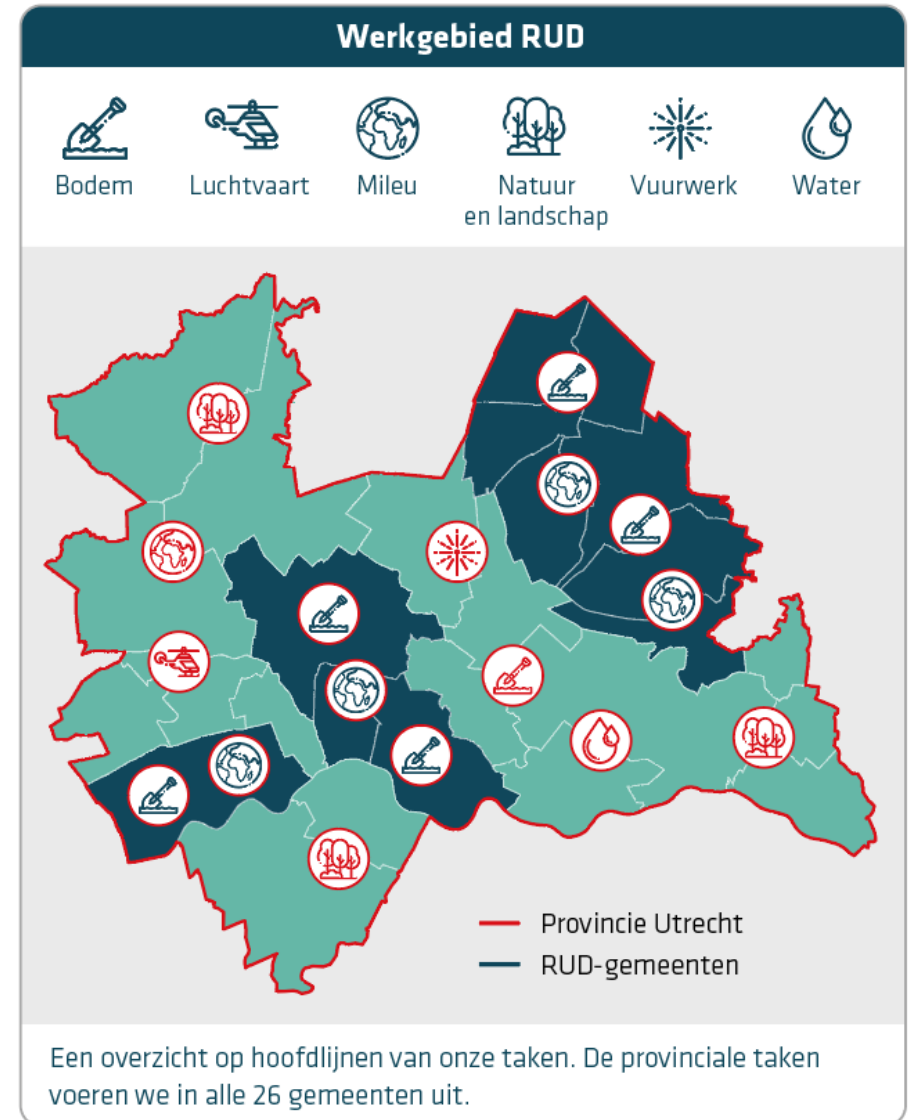 Werkgebied RUD
Bodem
Luchtvaart
Mileu
Natuur
en landschap
Vuurwerk
Water
Provincie Utrecht
RUD-gemeenten
Een overzicht op hoofdlijnen van onze taken. De provinciale taken
voeren we in alle 26 gemeenten uit.